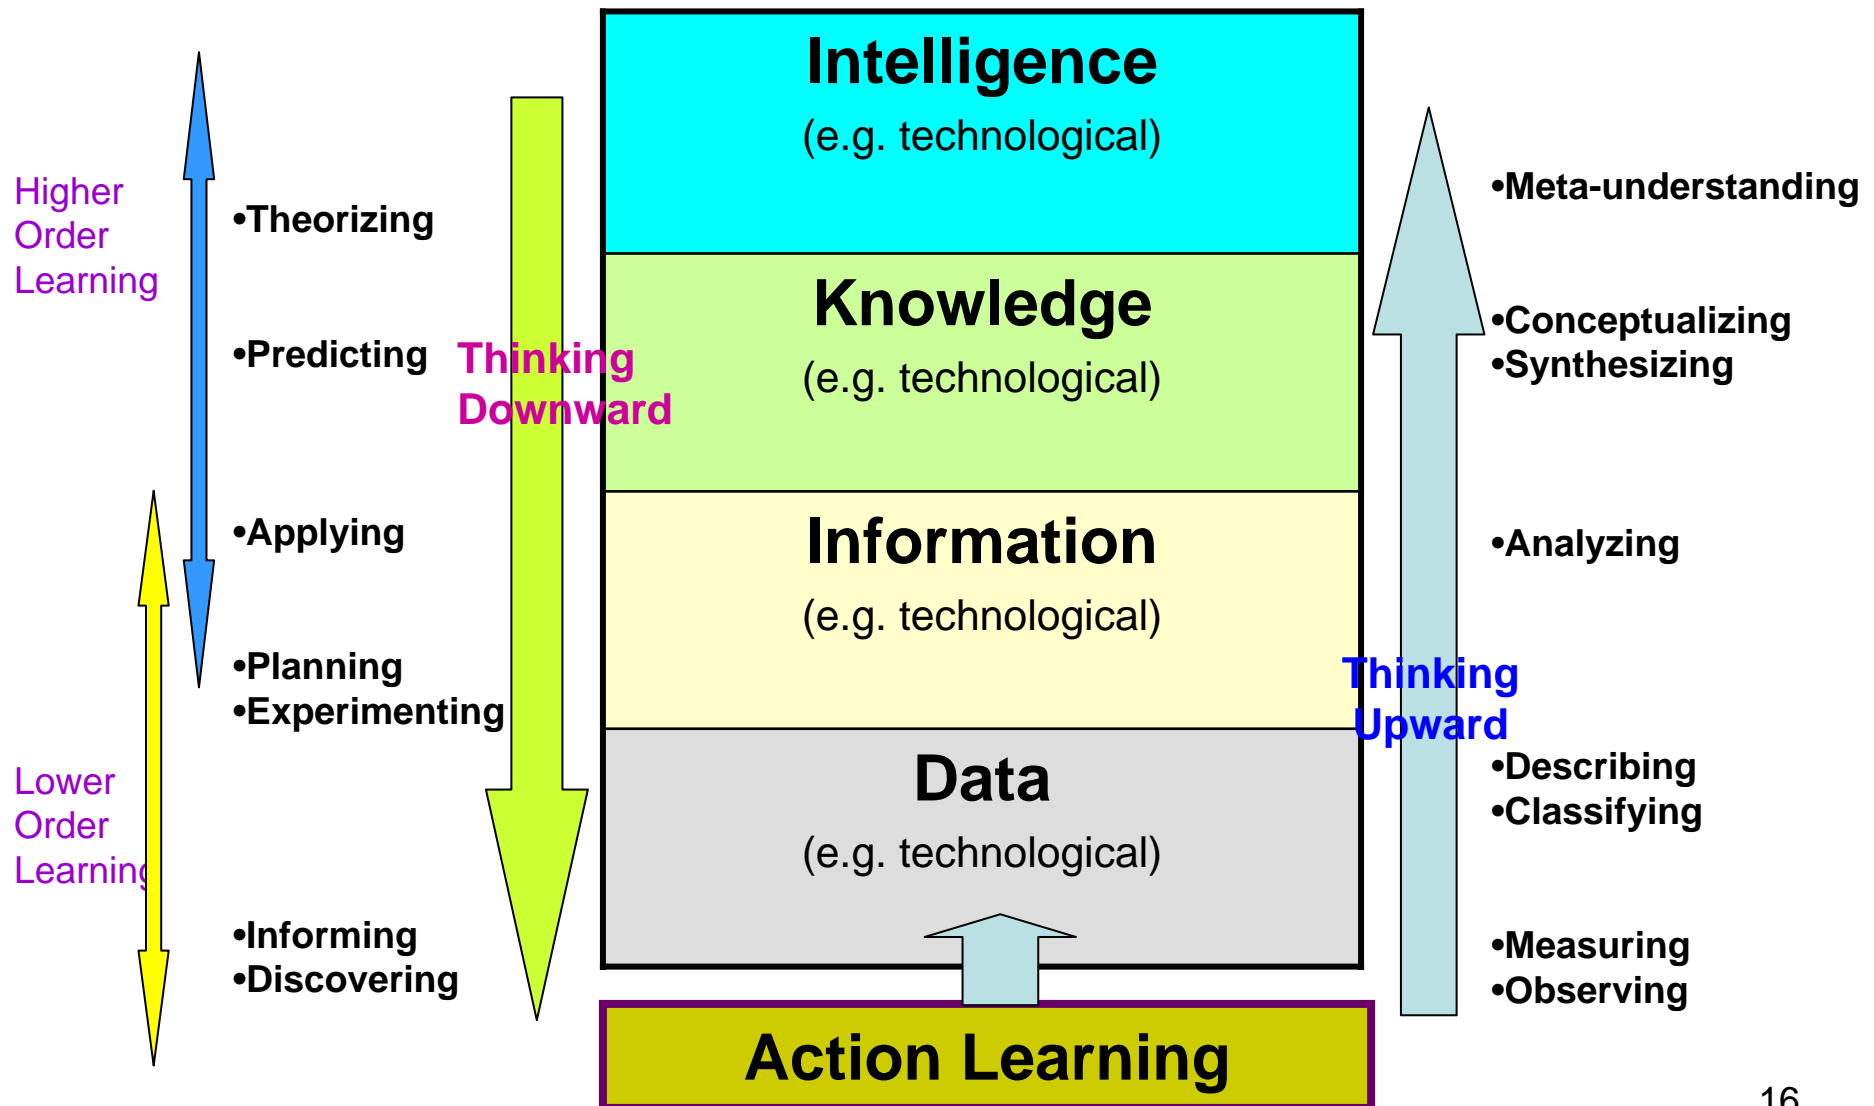 Intelligence
(e.g. technological)
Higher
Order
Learning
•Theorizing
•Meta-understanding
Knowledge
(e.g. technological)
•Predicting
Thinking
Downward
•Conceptualizing
•Synthesizing
Information
(e.g. technological)
•Applying
•Analyzing
•Planning
•Experimenting
Thinking
Upward
Data
(e.g. technological)
Lower
Order
Learning
•Describing
•Classifying
•Informing
•Discovering
•Measuring
•Observing
Action Learning
16